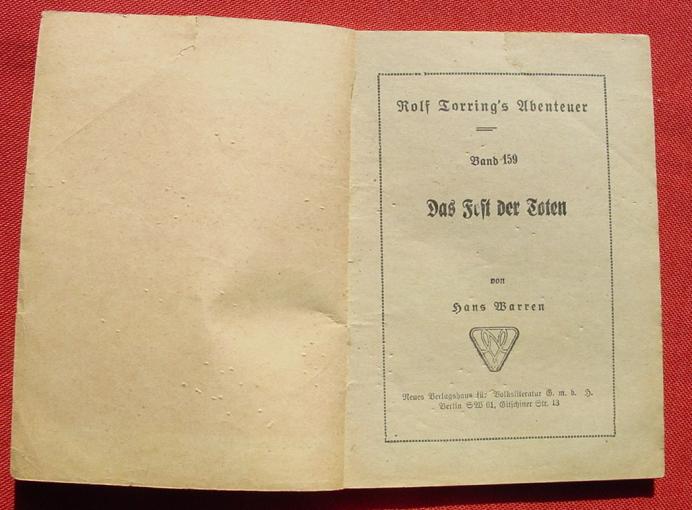 Rolf Torring's Abenteuer
Band 159
Das Fest der Toten
von
Hans Warren
Neues Verlagshaus für Volksliteratur G. m. b. H.
Berlin SW 61, Gitschiner Str. 13